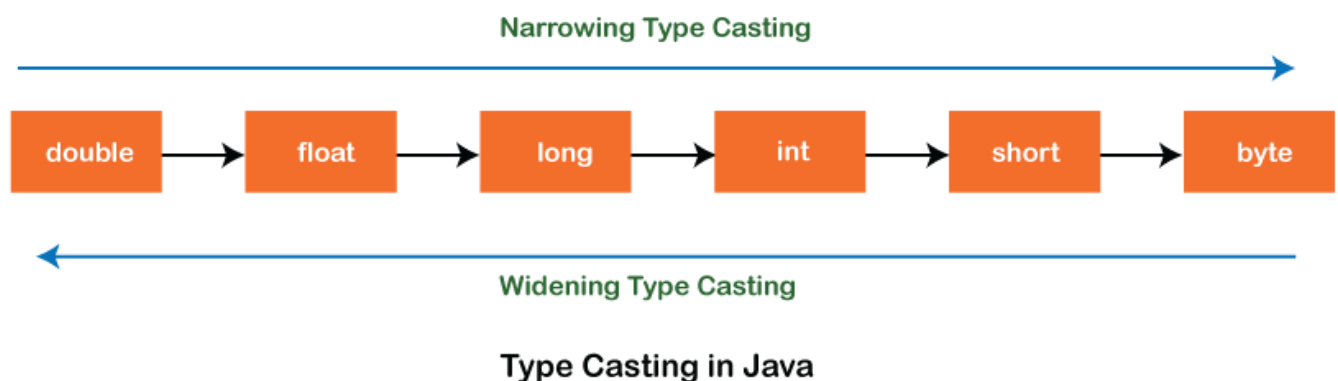 Narrowing Type Casting
double float long int short byte
Widening Type Casting
Type Casting in Java